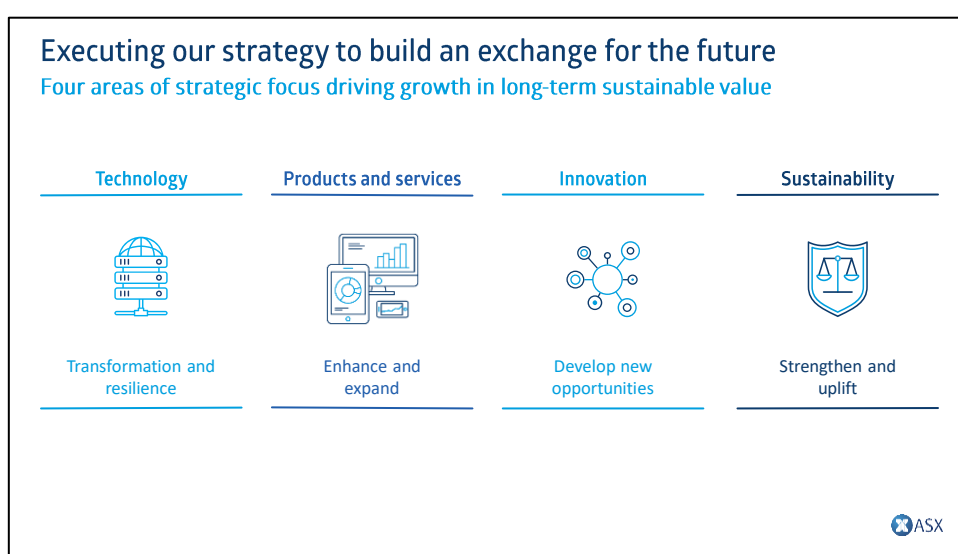 Executing our strategy to build an exchange for the future
Four areas of strategic focus driving growth in long-term sustainable value
Technology
Products and services
Innovation
Sustainability
Transformation and
resilience
Enhance and
expand
Develop new
opportunities
Strengthen and
uplift
ASX